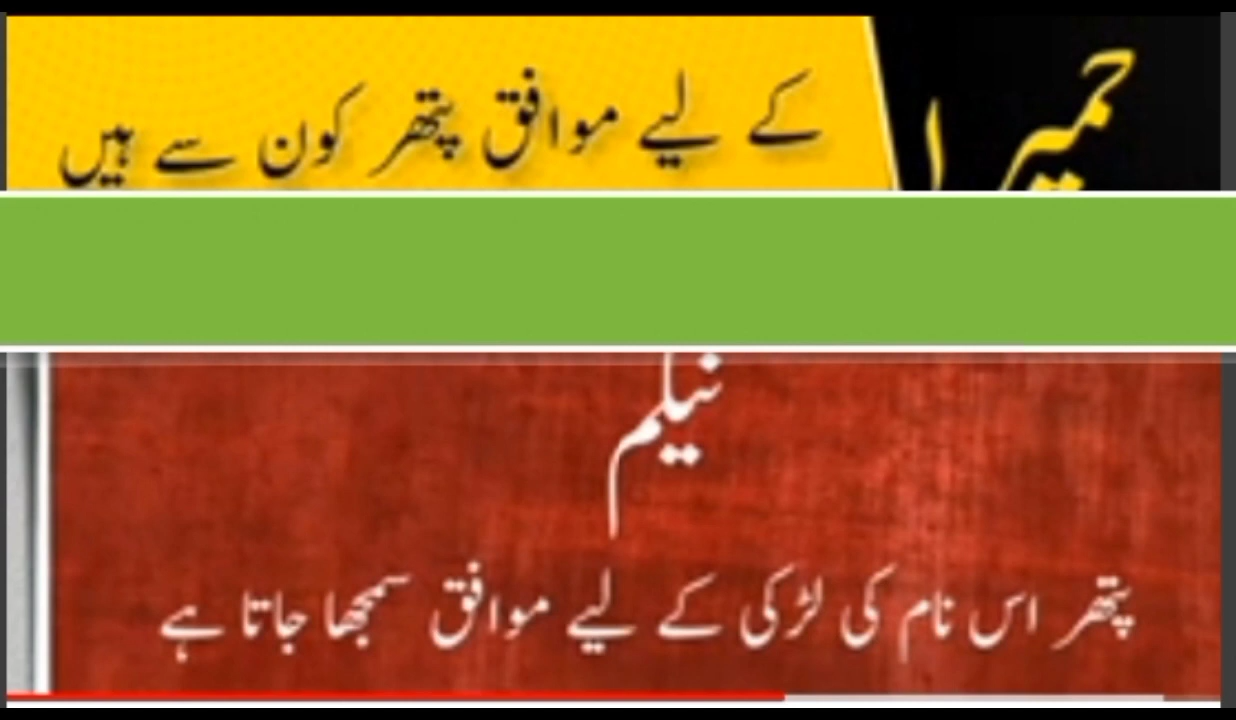 حمیرا کے لیے موافق پتھر کون سے ہیں
نیلم
پتھر اس نام کی لڑکی کے لیے موافق سمجھا جاتا ہے